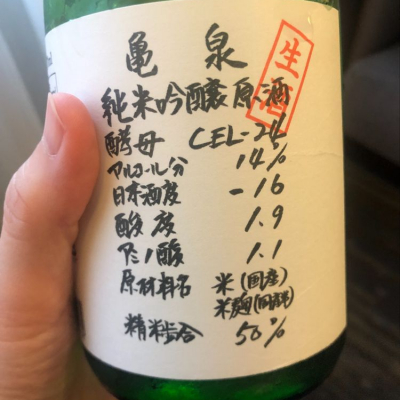 亀泉
生酒
純米吟醸原酒
酵母 CEL-24
アルコール分 14%
日本酒度 -16
酸度 1.9
アミノ酸 1.1
原材料名 米(国産)
米麹(国産米)
精米歩合 50%